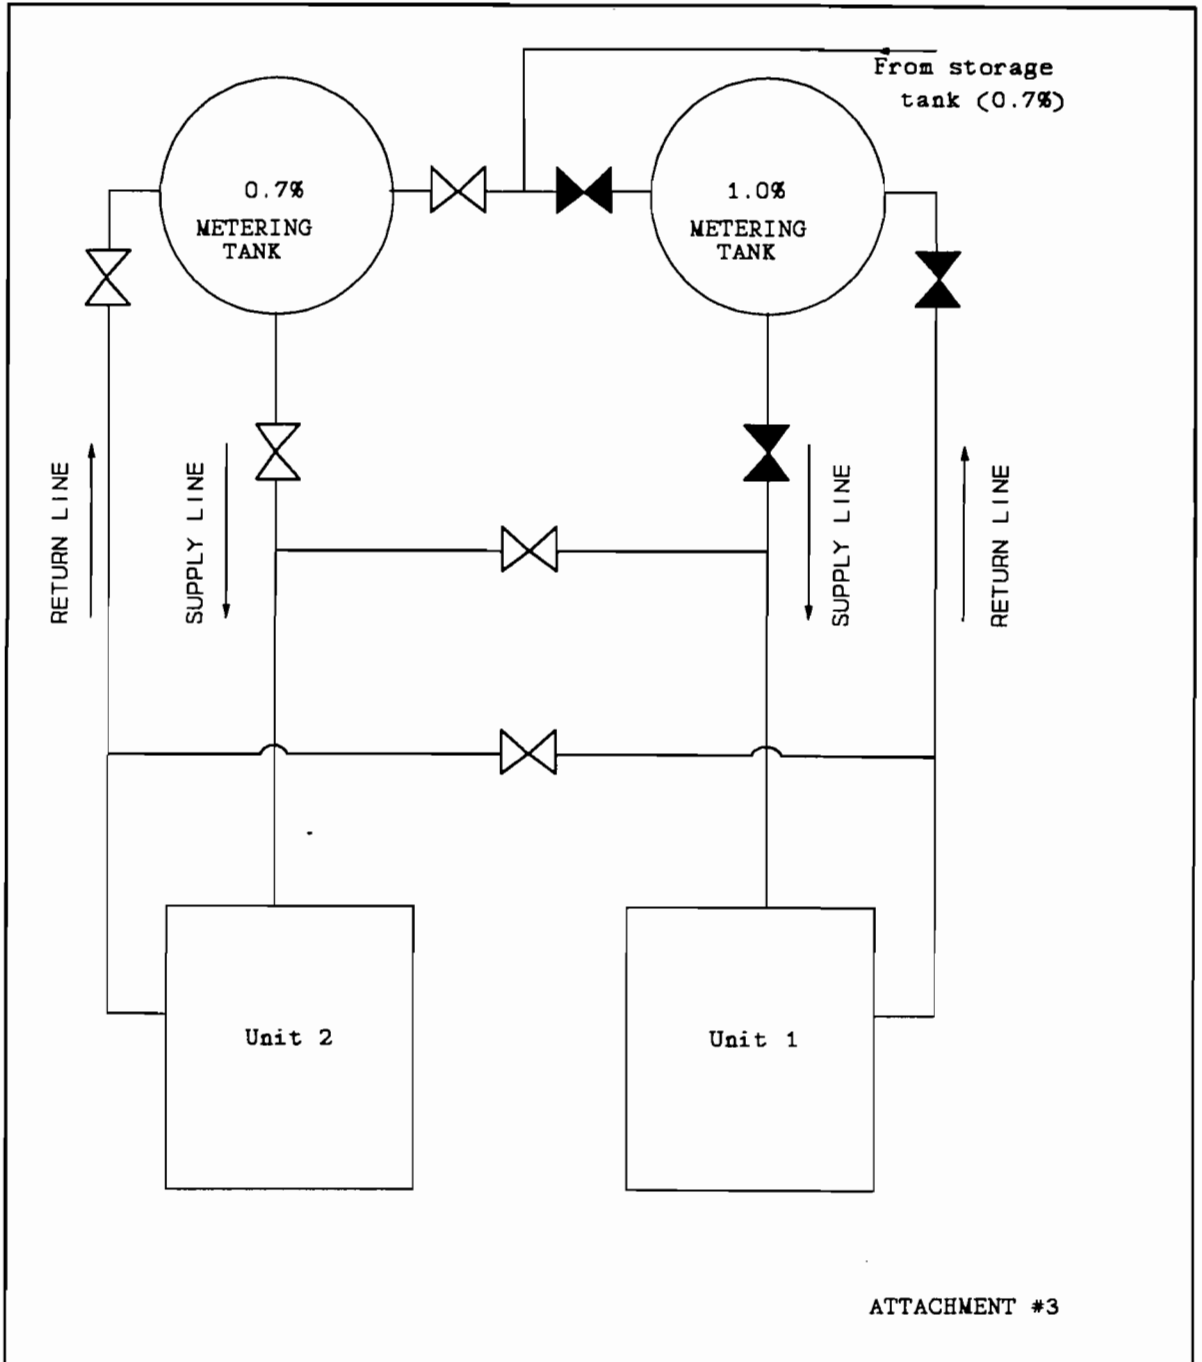 From storage
tank (0.7%)
0.7%
METERING
TANK
1.0%
METERING
TANK
RETURN LINE
SUPPLY LINE
SUPPLY LINE
RETURN LINE
Unit 2
Unit 1
ATTACHMENT #3